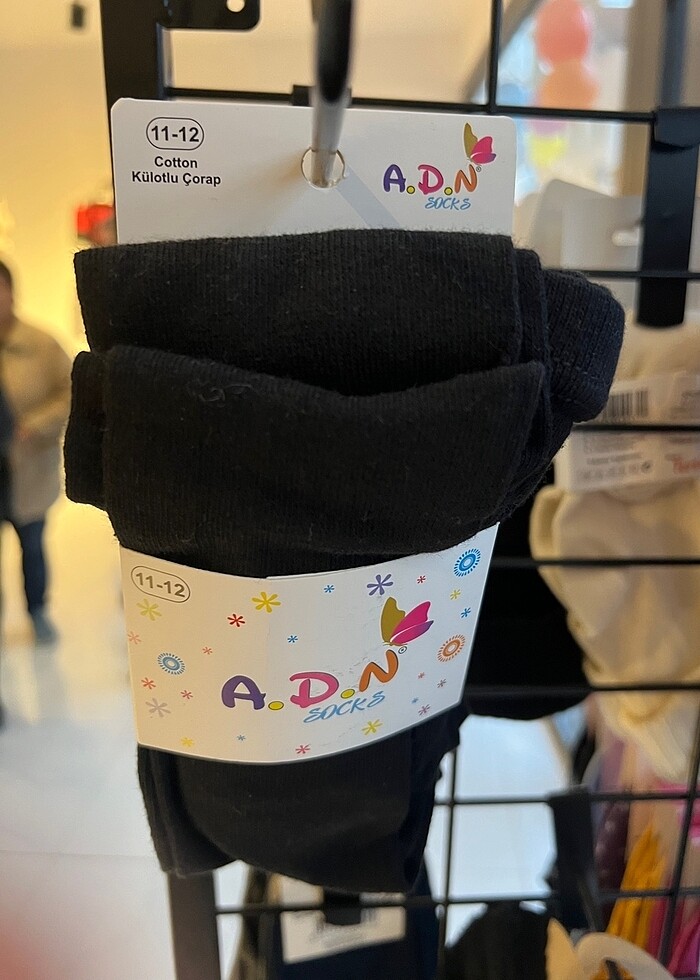 11-12
Cotton
Külotlu Çorap
A.D.N®
SOCKS
11-12
A.D.N®
SOCKS